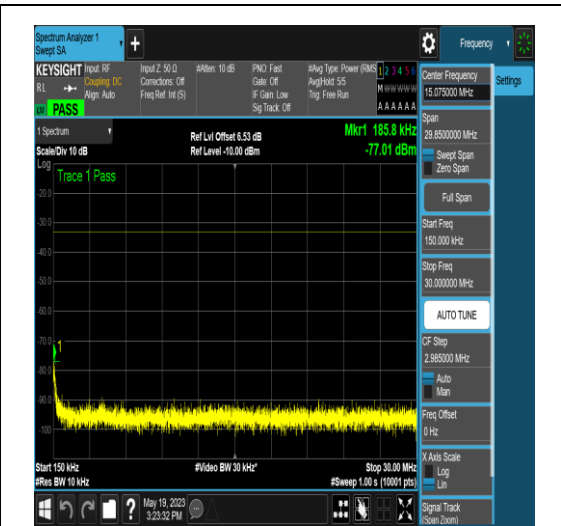 Spectrum Analyzer 1
Swept SA
Frequency
KEYSIGHT
RL
PASS
Input: RF
Coupling: DC
Align: Auto
Input Z: 50 Ω
Corrections: Off
Freq Ref: Int (S)
#Atten: 10 dB
PNO: Fast
Gate: Off
IF Gain: Low
Sig Track: Off
#Avg Type: Power (RMS
Avg|Hold: 5/5
Trig: Free Run
1 2 3 4 5 6
M W W W W W
A A A A A A
Center Frequency
15.075000 MHz
Settings
Span
29.8500000 MHz
Swept Span
Zero Span
Full Span
Start Freq
150.000 kHz
Stop Freq
30.000000 MHz
AUTO TUNE
CF Step
2.985000 MHz
Auto
Man
Freq Offset
0 Hz
X Axis Scale
Log
Lin
Signal Track
(Span Zoom)
1 Spectrum
Scale/Div 10 dB
Ref Lvl Offset 6.53 dB
Ref Level -10.00 dBm
Mkr1 185.8 kHz
-77.01 dBm
Log
Trace 1 Pass
-20.0
-30.0
-40.0
-50.0
-60.0
-70.0
1
-80.0
-90.0
-100
Start 150 kHz
#Res BW 10 kHz
#Video BW 30 kHz*
Stop 30.00 MHz
#Sweep 1.00 s (10001 pts)
?
May 19, 2023
3:23:32 PM